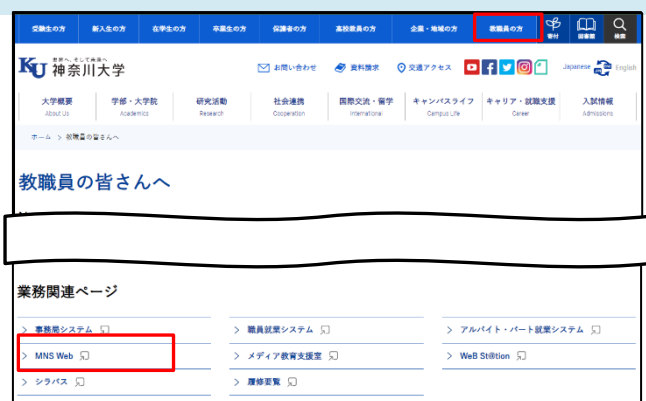 受験生の方 新入生の方 在学生の方 卒業生の方 保護者の方 高校教員の方 企業・地域の方 教職員の方 寄付 図書館 検索
KU 神奈川大学 お問い合わせ 資料請求 交通アクセス Japanese English
大学概要 学部・大学院 研究活動 社会連携 国際交流・留学 キャンパスライフ キャリア・就職支援 入試情報
About Us Academics Research Cooperation International Campus Life Career Admissions
ホーム > 教職員の皆さんへ
教職員の皆さんへ
業務関連ページ
> 事務局システム > 職員就業システム > アルバイト・パート就業システム
> MNS Web > メディア教育支援室 > WeB St@tion
> シラバス > 履修要覧